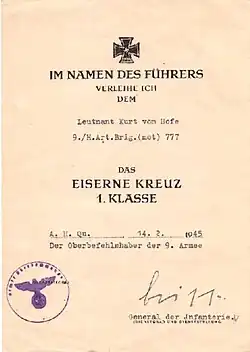 IM NAMEN DES FÜHRERS
VERLEIHE ICH
DEM
Leutnant Kurt vom Hofe
9./H.Art.Brig.(mot) 777
DAS
EISERNE KREUZ
1. KLASSE
A. H. Qu. 14. 2. 1945
Der Oberbefehlshaber der 9. Armee
General der Jnfanterie